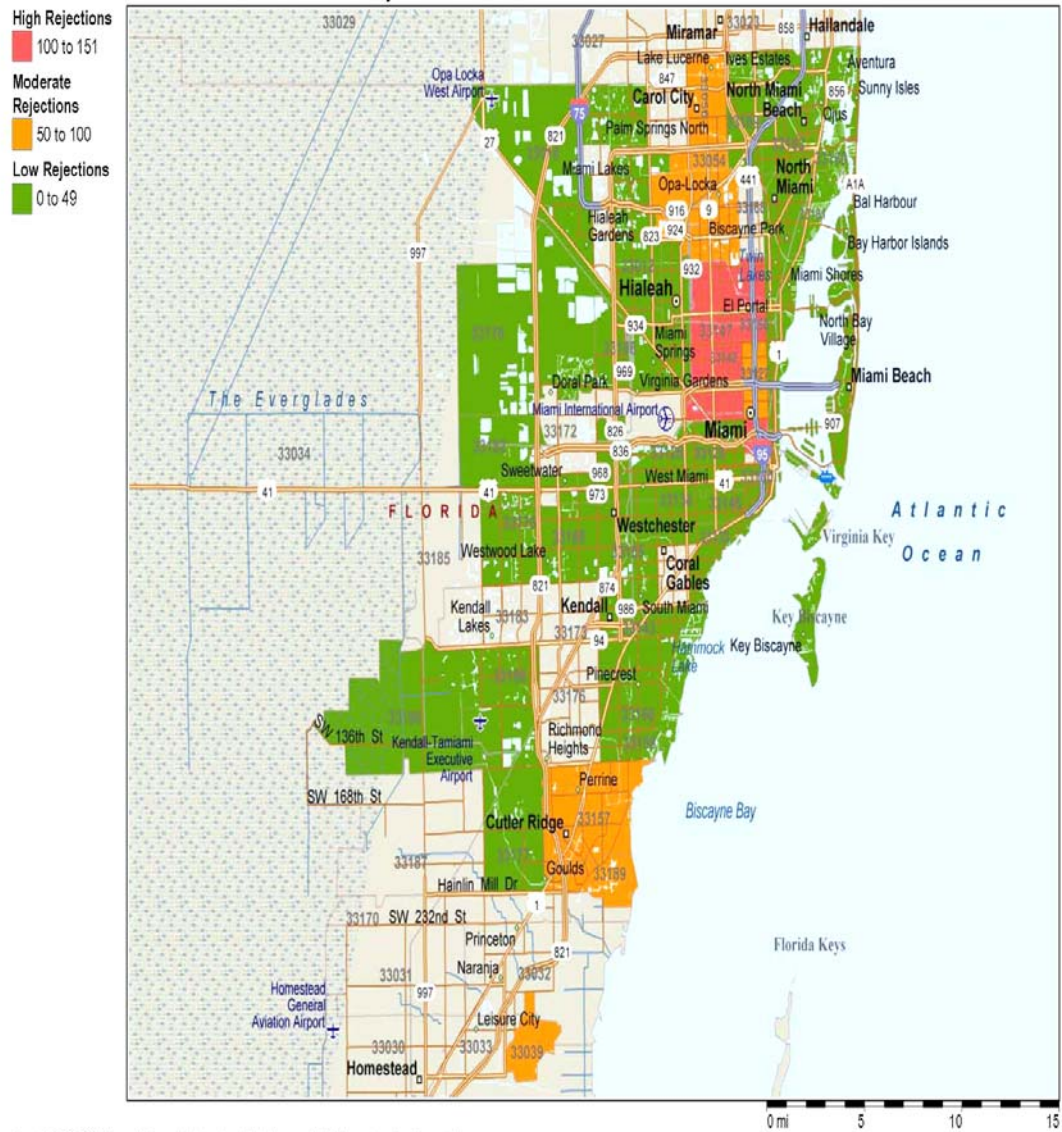 High Rejections
100 to 151
Moderate
Rejections
50 to 100
Low Rejections
0 to 49
33029
33023
858
Hallandale
Miramar
33027
Lake Lucerne
Ives Estates
Aventura
847
Opa Locka
West Airport
Carol City
North Miami
Beach
856
Sunny Isles
Ojus
75
Palm Springs North
821
27
Miami Lakes
33054
North
Miami
441
A1A
Opa-Locka
Bal Harbour
916
9
Hialeah
Gardens
823
924
Biscayne Park
Bay Harbor Islands
997
932
Twin
Lakes
Miami Shores
Hialeah
El Portal
934
Miami
Springs
33147
North Bay
Village
33142
1
969
33127
Doral Park
Virginia Gardens
Miami Beach
The Everglades
Miami International Airport
826
907
33172
Miami
836
95
33034
Sweetwater
968
West Miami
41
41
41
973
FLORIDA
Atlantic
Ocean
Westchester
Virginia Key
33185
Westwood Lake
Coral
Gables
821
874
Kendall
Lakes
33183
Kendall
986
South Miami
Key Biscayne
33173
94
Hammock
Lake
Key Biscayne
Pinecrest
33176
SW 136th St
Kendall-Tamiami
Executive
Airport
Richmond
Heights
Perrine
SW 168th St
Biscayne Bay
Cutler Ridge
33157
33187
33177
Goulds
33189
Hainlin Mill Dr
1
33170
SW 232nd St
Princeton
821
Florida Keys
Naranja
33031
33032
997
Homestead
General
Aviation Airport
Leisure City
33030
33033
33039
Homestead
0 mi
5
10
15